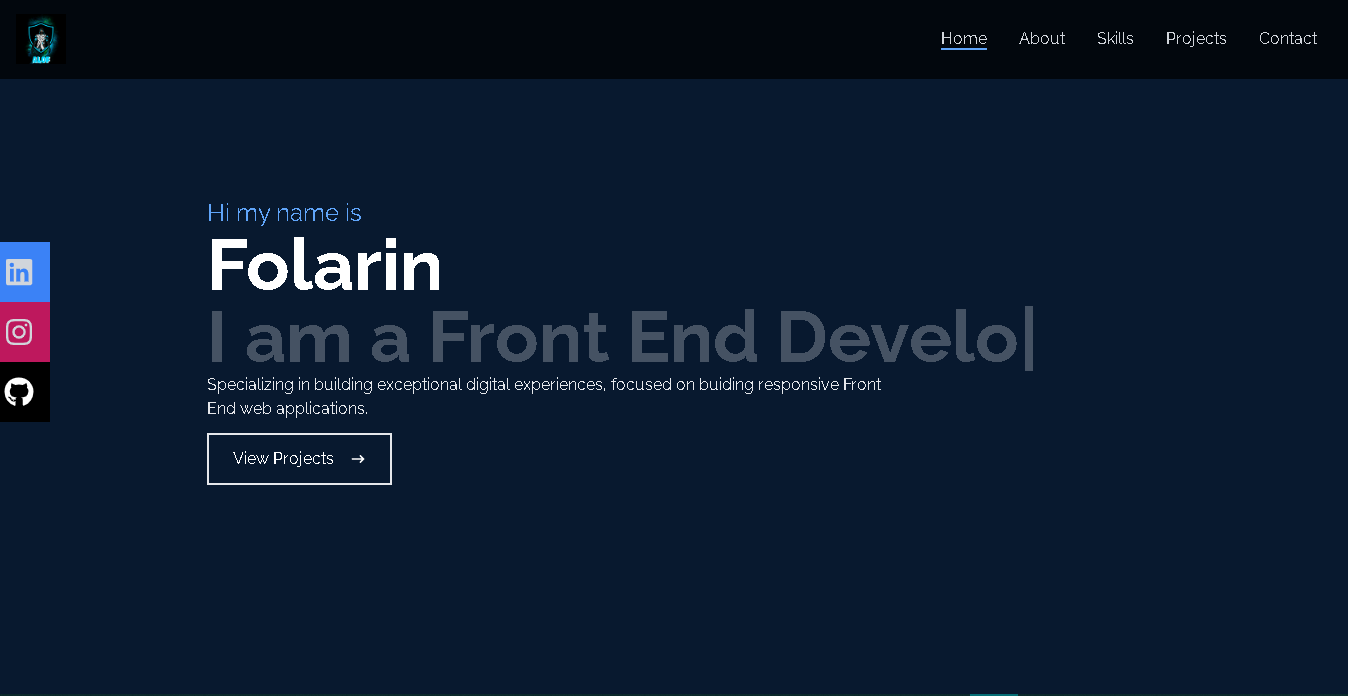 Home About Skills Projects Contact
Hi my name is
Folarin
I am a Front End Develo|
Specializing in building exceptional digital experiences, focused on buiding responsive Front
End web applications.
in
View Projects →